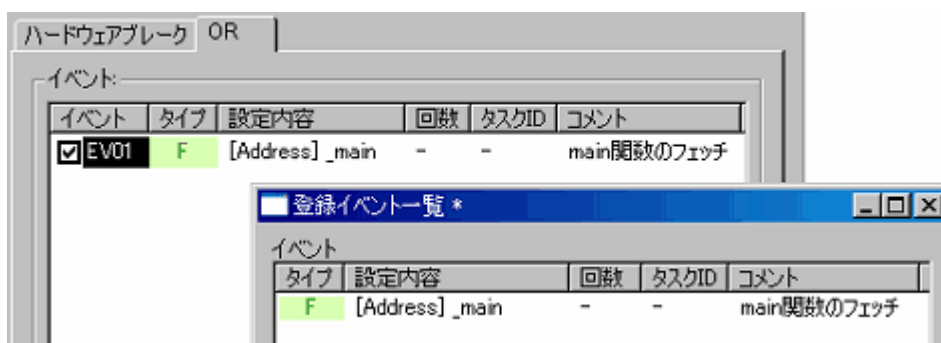 ハードウェアブレーク OR
イベント:
イベント タイプ 設定内容 回数 タスクID コメント
EV01 F [Address] _main - - main関数のフェッチ
登録イベント一覧 *
イベント
タイプ 設定内容 回数 タスクID コメント
F [Address] _main - - main関数のフェッチ